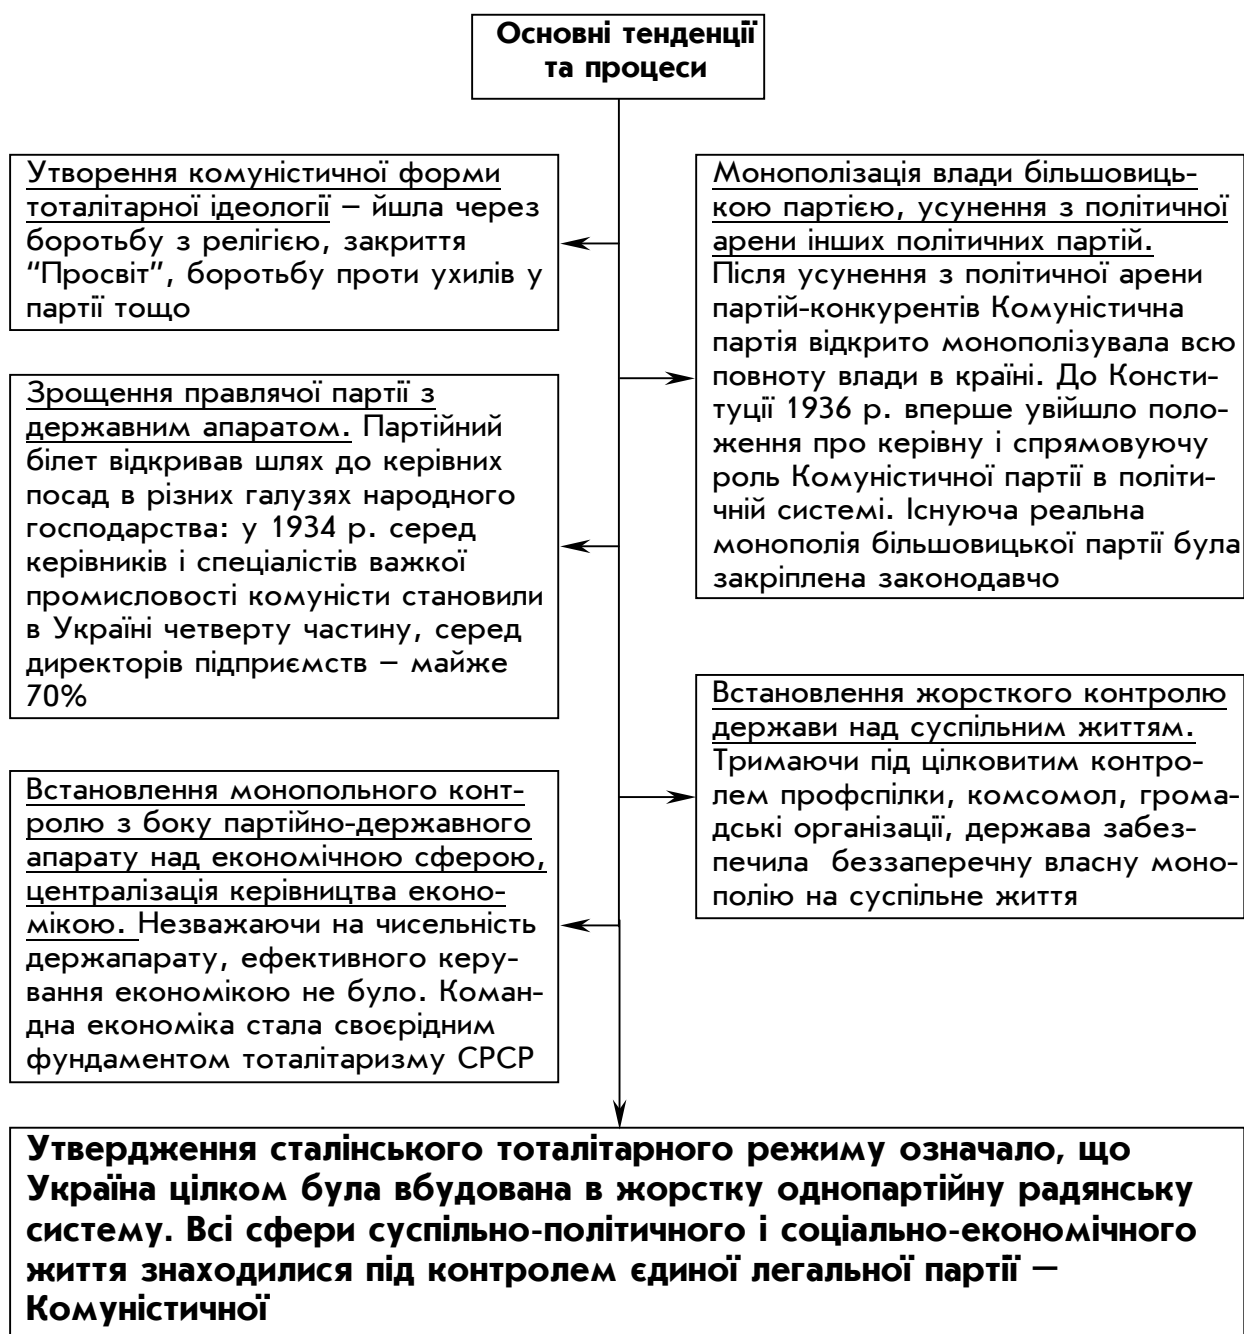 Основні тенденції
та процеси
Утворення комуністичної форми
тоталітарної ідеології – йшла через
боротьбу з релігією, закриття
“Просвіт”, боротьбу проти ухилів у
партії тощо
Зрощення правлячої партії з
державним апаратом. Партійний
білет відкривав шлях до керівних
посад в різних галузях народного
господарства: у 1934 р. серед
керівників і спеціалістів важкої
промисловості комуністи становили
в Україні четверту частину, серед
директорів підприємств – майже
70%
Встановлення монопольного конт-
ролю з боку партійно-державного
апарату над економічною сферою,
централізація керівництва еконо-
мікою. Незважаючи на чисельність
держапарату, ефективного керу-
вання економікою не було. Коман-
дна економіка стала своєрідним
фундаментом тоталітаризму СРСР
Монополізація влади більшовиць-
кою партією, усунення з політичної
арени інших політичних партій.
Після усунення з політичної арени
партій-конкурентів Комуністична
партія відкрито монополізувала всю
повноту влади в країні. До Консти-
туції 1936 р. вперше увійшло поло-
ження про керівну і спрямовуючу
роль Комуністичної партії в політи-
чній системі. Існуюча реальна
монополія більшовицької партії була
закріплена законодавчо
Встановлення жорсткого контролю
держави над суспільним життям.
Тримаючи під цілковитим контро-
лем профспілки, комсомол, грома-
дські організації, держава забез-
печила беззаперечну власну моно-
полію на суспільне життя
Утвердження сталінського тоталітарного режиму означало, що
Україна цілком була вбудована в жорстку однопартійну радянську
систему. Всі сфери суспільно-політичного і соціально-економічного
життя знаходилися під контролем єдиної легальної партії –
Комуністичної